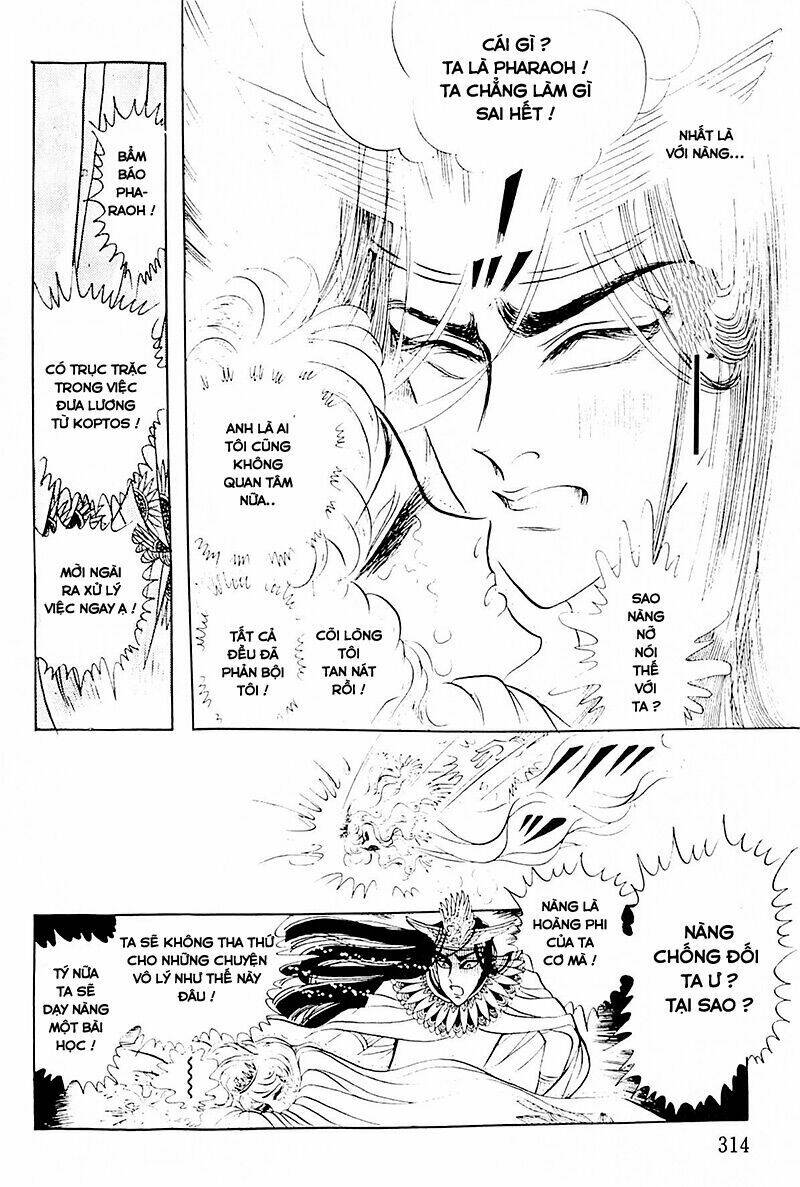 CÁI GÌ ?
TA LÀ PHARAOH !
TA CHẲNG LÀM GÌ
SAI HẾT !
NHẤT LÀ
VỚI NÀNG...
SAO
NÀNG
NỠ
NÓI
THẾ
VỚI
TA ?
ANH LÀ AI
TÔI CŨNG
KHÔNG
QUAN TÂM
NỮA..
CÕI LÒNG
TÔI
TAN NÁT
RỒI !
TẤT CẢ
ĐỀU ĐÃ
PHẢN BỘI
TÔI !
BẨM
BÁO
PHA-
RAOH !
CÓ TRỤC TRẶC
TRONG VIỆC
ĐƯA LƯƠNG
TỪ KOPTOS !
MỜI NGÀI
RA XỬ LÝ
VIỆC NGAY Ạ !
NÀNG
CHỐNG ĐỐI
TA Ư ?
TẠI SAO ?
NÀNG LÀ
HOÀNG PHI
CỦA TA
CƠ MÀ !
TA SẼ KHÔNG THA THỨ
CHO NHỮNG CHUYỆN
VÔ LÝ NHƯ THẾ NÀY
ĐÂU !
TÝ NỮA
TA SẼ
DẠY NÀNG
MỘT BÀI
HỌC !
314